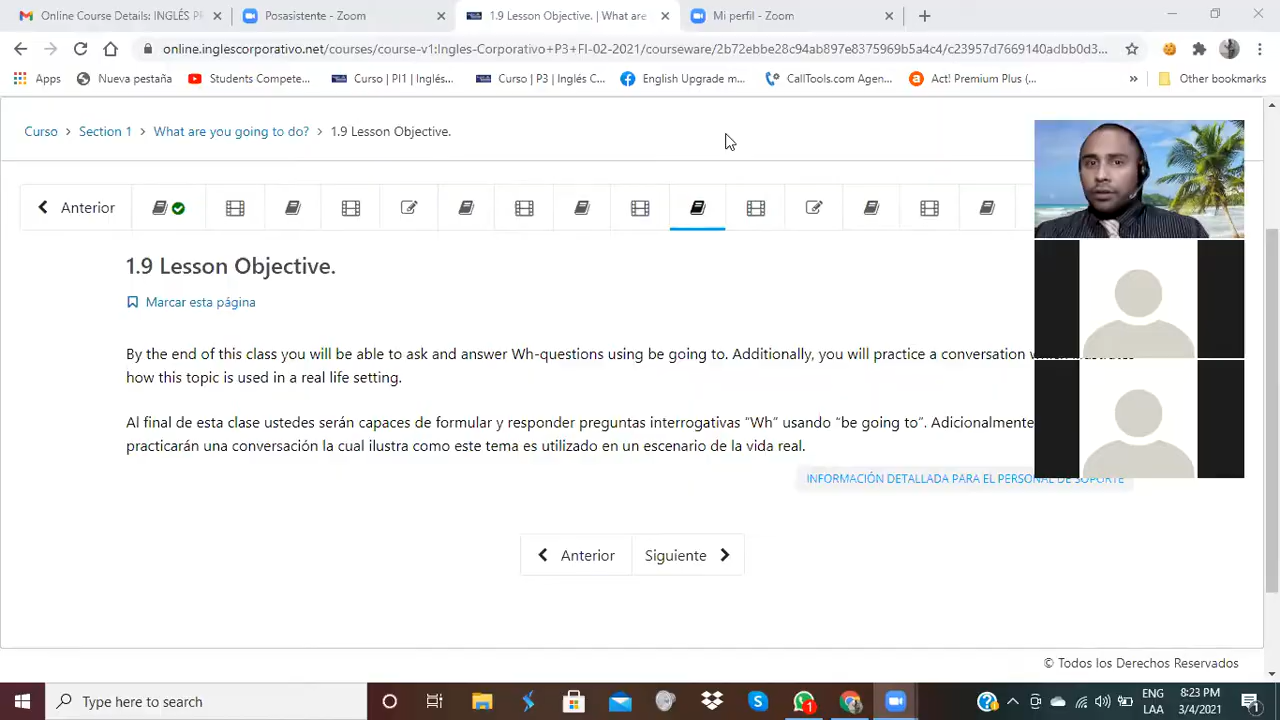 Online Course Details: INGLÉS PI
Posasistente - Zoom
1.9 Lesson Objective. | What are
Mi perfil - Zoom
online.inglescorporativo.net/courses/course-v1:Ingles-Corporativo+P3+FI-02-2021/courseware/2b72ebbe28c94ab897e8375969b5a4c4/c23957d7669140adbb0d3...
Apps
Nueva pestaña
Students Compete...
Curso | PI1 | Inglés...
Curso | P3 | Inglés C...
English Upgrade m...
CallTools.com Agen...
Act! Premium Plus (...
»
Other bookmarks
Curso > Section 1 > What are you going to do? > 1.9 Lesson Objective.
Anterior
1.9 Lesson Objective.
Marcar esta página
By the end of this class you will be able to ask and answer Wh-questions using be going to. Additionally, you will practice a conversation
how this topic is used in a real life setting.
Al final de esta clase ustedes serán capaces de formular y responder preguntas interrogativas “Wh” usando “be going to”. Adicionalmente
practicarán una conversación la cual ilustra como este tema es utilizado en un escenario de la vida real.
INFORMACIÓN DETALLADA PARA EL PERSONAL DE SOPORTE
Anterior
Siguiente
© Todos los Derechos Reservados
Type here to search
1
ENG
LAA
8:23 PM
3/4/2021
1